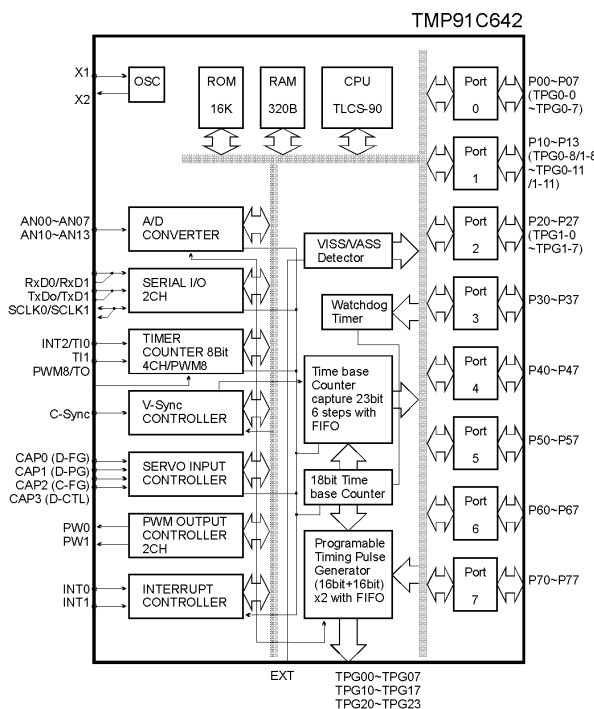 TMP91C642
X1
X2
OSC
ROM
16K
RAM
320B
CPU
TLCS-90
Port
0
P00~P07
(TPG0-0
~TPG0-7)
Port
1
P10~P13
(TPG0-8/1-8
~TPG0-11
/1-11)
AN00~AN07
AN10~AN13
A/D
CONVERTER
VISS/VASS
Detector
Port
2
P20~P27
(TPG1-0
~TPG1-7)
RxD0/RxD1
TxDo/TxD1
SCLK0/SCLK1
SERIAL I/O
2CH
Watchdog
Timer
Port
3
P30~P37
INT2/TI0
TI1
PWM8/TO
TIMER
COUNTER 8Bit
4CH/PWM8
Time base
Counter
capture 23bit
6 steps with
FIFO
Port
4
P40~P47
C-Sync
V-Sync
CONTROLLER
Port
5
P50~P57
CAP0 (D-FG)
CAP1 (D-PG)
CAP2 (C-FG)
CAP3 (D-CTL)
SERVO INPUT
CONTROLLER
18bit Time
base Counter
Port
6
P60~P67
PW0
PW1
PWM OUTPUT
CONTROLLER
2CH
Programable
Timing Pulse
Generator
(16bit+16bit)
x2 with FIFO
Port
7
P70~P77
INT0
INT1
INTERRUPT
CONTROLLER
EXT
TPG00~TPG07
TPG10~TPG17
TPG20~TPG23